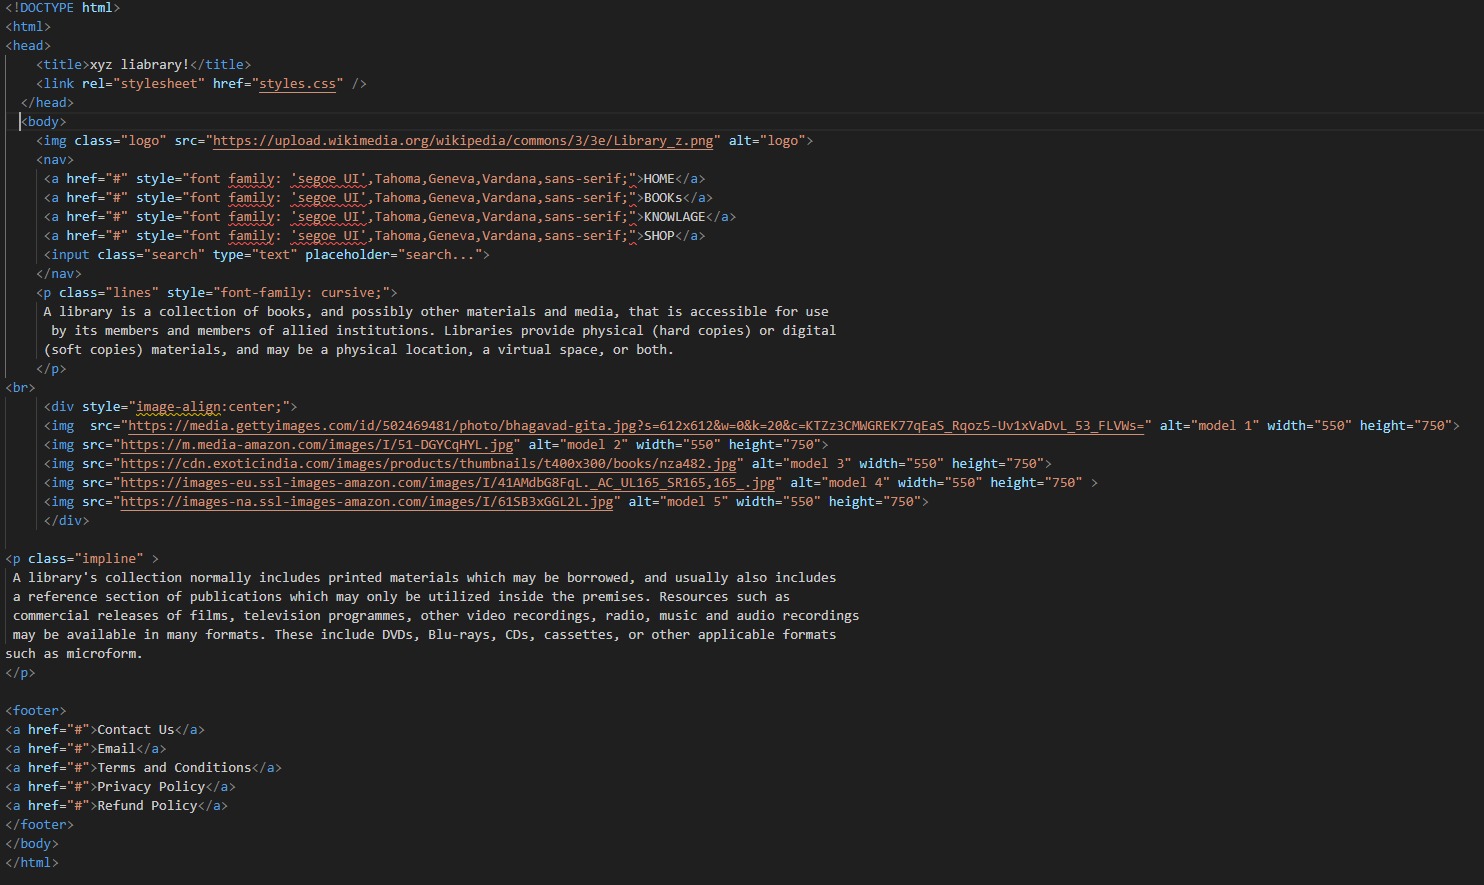 <!DOCTYPE html>
<html>
<head>
    <title>xyz liabrary!</title>
    <link rel="stylesheet" href="styles.css" />
  </head>
  <body>
    <img class="logo" src="https://upload.wikimedia.org/wikipedia/commons/3/3e/Library_z.png" alt="logo">
    <nav>
     <a href="#" style="font family: 'segoe UI',Tahoma,Geneva,Vardana,sans-serif;">HOME</a>
     <a href="#" style="font family: 'segoe UI',Tahoma,Geneva,Vardana,sans-serif;">BOOKs</a>
     <a href="#" style="font family: 'segoe UI',Tahoma,Geneva,Vardana,sans-serif;">KNOWLAGE</a>
     <a href="#" style="font family: 'segoe UI',Tahoma,Geneva,Vardana,sans-serif;">SHOP</a>
     <input class="search" type="text" placeholder="search...">
    </nav>
    <p class="lines" style="font-family: cursive;">
     A library is a collection of books, and possibly other materials and media, that is accessible for use
      by its members and members of allied institutions. Libraries provide physical (hard copies) or digital
     (soft copies) materials, and may be a physical location, a virtual space, or both.
    </p>
<br>
     <div style="image-align:center;">
     <img  src="https://media.gettyimages.com/id/502469481/photo/bhagavad-gita.jpg?s=612x612&w=0&k=20&c=KTZz3CMWGREK77qEaS_Rqoz5-Uv1xVaDvL_53_FLVWs=" alt="model 1" width="550" height="750">
     <img src="https://m.media-amazon.com/images/I/51-DGYCqHYL.jpg" alt="model 2" width="550" height="750">
     <img src="https://cdn.exoticindia.com/images/products/thumbnails/t400x300/books/nza482.jpg" alt="model 3" width="550" height="750">
     <img src="https://images-eu.ssl-images-amazon.com/images/I/41AMdbG8FqL._AC_UL165_SR165,165_.jpg" alt="model 4" width="550" height="750" >
     <img src="https://images-na.ssl-images-amazon.com/images/I/61SB3xGGL2L.jpg" alt="model 5" width="550" height="750">
     </div>

<p class="impline" >
 A library's collection normally includes printed materials which may be borrowed, and usually also includes
 a reference section of publications which may only be utilized inside the premises. Resources such as
 commercial releases of films, television programmes, other video recordings, radio, music and audio recordings
 may be available in many formats. These include DVDs, Blu-rays, CDs, cassettes, or other applicable formats
such as microform.
</p>

<footer>
<a href="#">Contact Us</a>
<a href="#">Email</a>
<a href="#">Terms and Conditions</a>
<a href="#">Privacy Policy</a>
<a href="#">Refund Policy</a>
</footer>
</body>
</html>